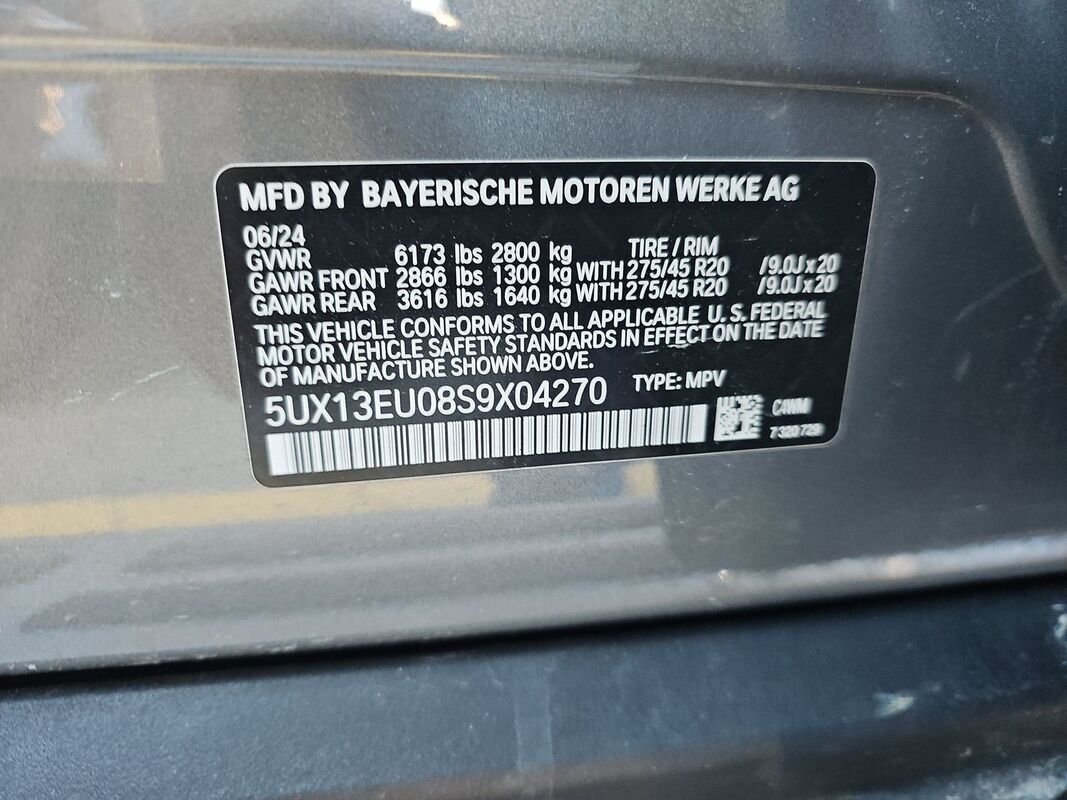 MFD BY BAYERISCHE MOTOREN WERKE AG
06/24 TIRE / RIM
GVWR 6173 lbs 2800 kg
GAWR FRONT 2866 lbs 1300 kg WITH 275/45 R20 / 9.0J x 20
GAWR REAR 3616 lbs 1640 kg WITH 275/45 R20 / 9.0J x 20
THIS VEHICLE CONFORMS TO ALL APPLICABLE U. S. FEDERAL
MOTOR VEHICLE SAFETY STANDARDS IN EFFECT ON THE DATE
OF MANUFACTURE SHOWN ABOVE.
5UX13EU08S9X04270 TYPE: MPV
C4WM
7320720